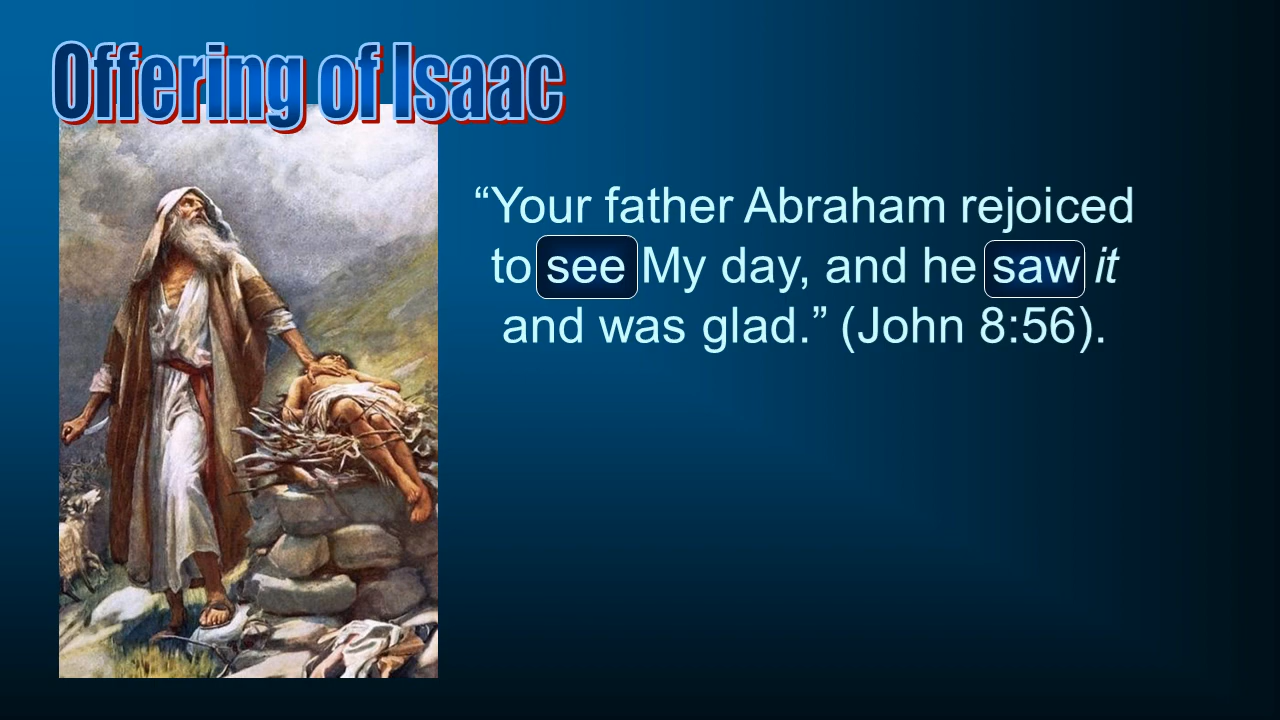 Offering of Isaac
“Your father Abraham rejoiced
to see My day, and he saw it
and was glad.” (John 8:56).